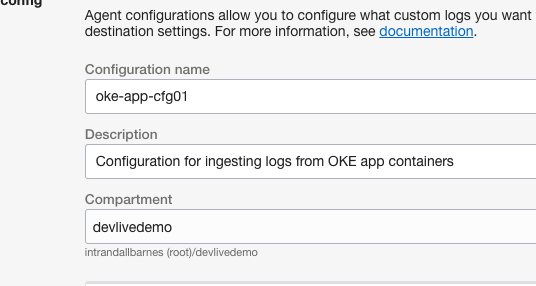 config
Agent configurations allow you to configure what custom logs you want
destination settings. For more information, see documentation.
Configuration name
oke-app-cfg01
Description
Configuration for ingesting logs from OKE app containers
Compartment
devlivedemo
intrandallbarnes (root)/devlivedemo